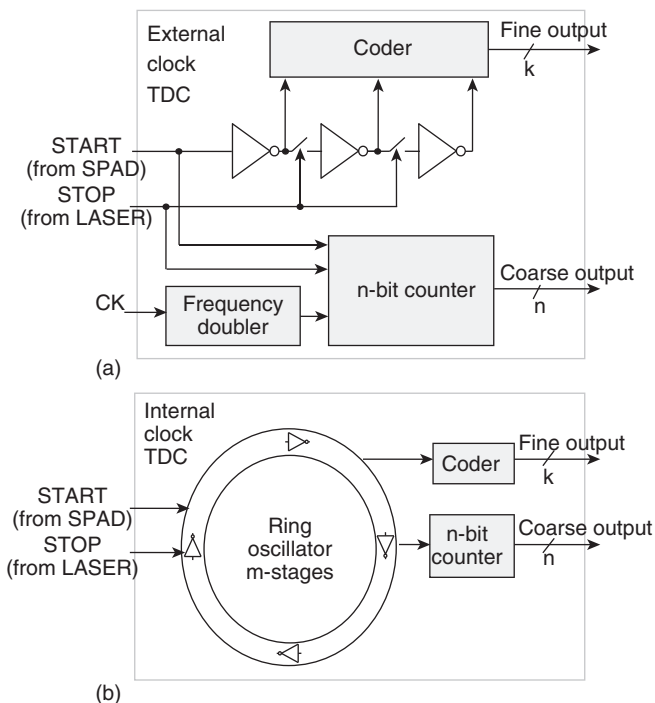 External
clock
TDC
Coder
Fine output
k
START
(from SPAD)
STOP
(from LASER)
CK
Frequency
doubler
n-bit counter
Coarse output
n
(a)
Internal
clock
TDC
START
(from SPAD)
STOP
(from LASER)
Ring
oscillator
m-stages
Coder
Fine output
k
n-bit
counter
Coarse output
n
(b)